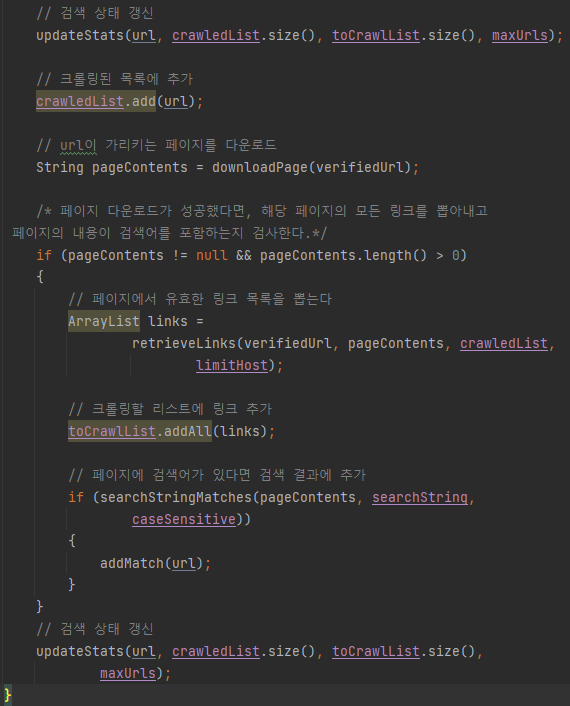 // 검색 상태 갱신
updateStats(url, crawledList.size(), toCrawlList.size(), maxUrls);
// 크롤링된 목록에 추가
crawledList.add(url);
// url이 가리키는 페이지를 다운로드
String pageContents = downloadPage(verifiedUrl);
/* 페이지 다운로드가 성공했다면, 해당 페이지의 모든 링크를 뽑아내고
페이지의 내용이 검색어를 포함하는지 검사한다.*/
if (pageContents != null && pageContents.length() > 0)
{
// 페이지에서 유효한 링크 목록을 뽑는다
ArrayList links =
retrieveLinks(verifiedUrl, pageContents, crawledList,
limitHost);
// 크롤링할 리스트에 링크 추가
toCrawlList.addAll(links);
// 페이지에 검색어가 있다면 검색 결과에 추가
if (searchStringMatches(pageContents, searchString,
caseSensitive))
{
addMatch(url);
}
}
// 검색 상태 갱신
updateStats(url, crawledList.size(), toCrawlList.size(),
maxUrls);
}